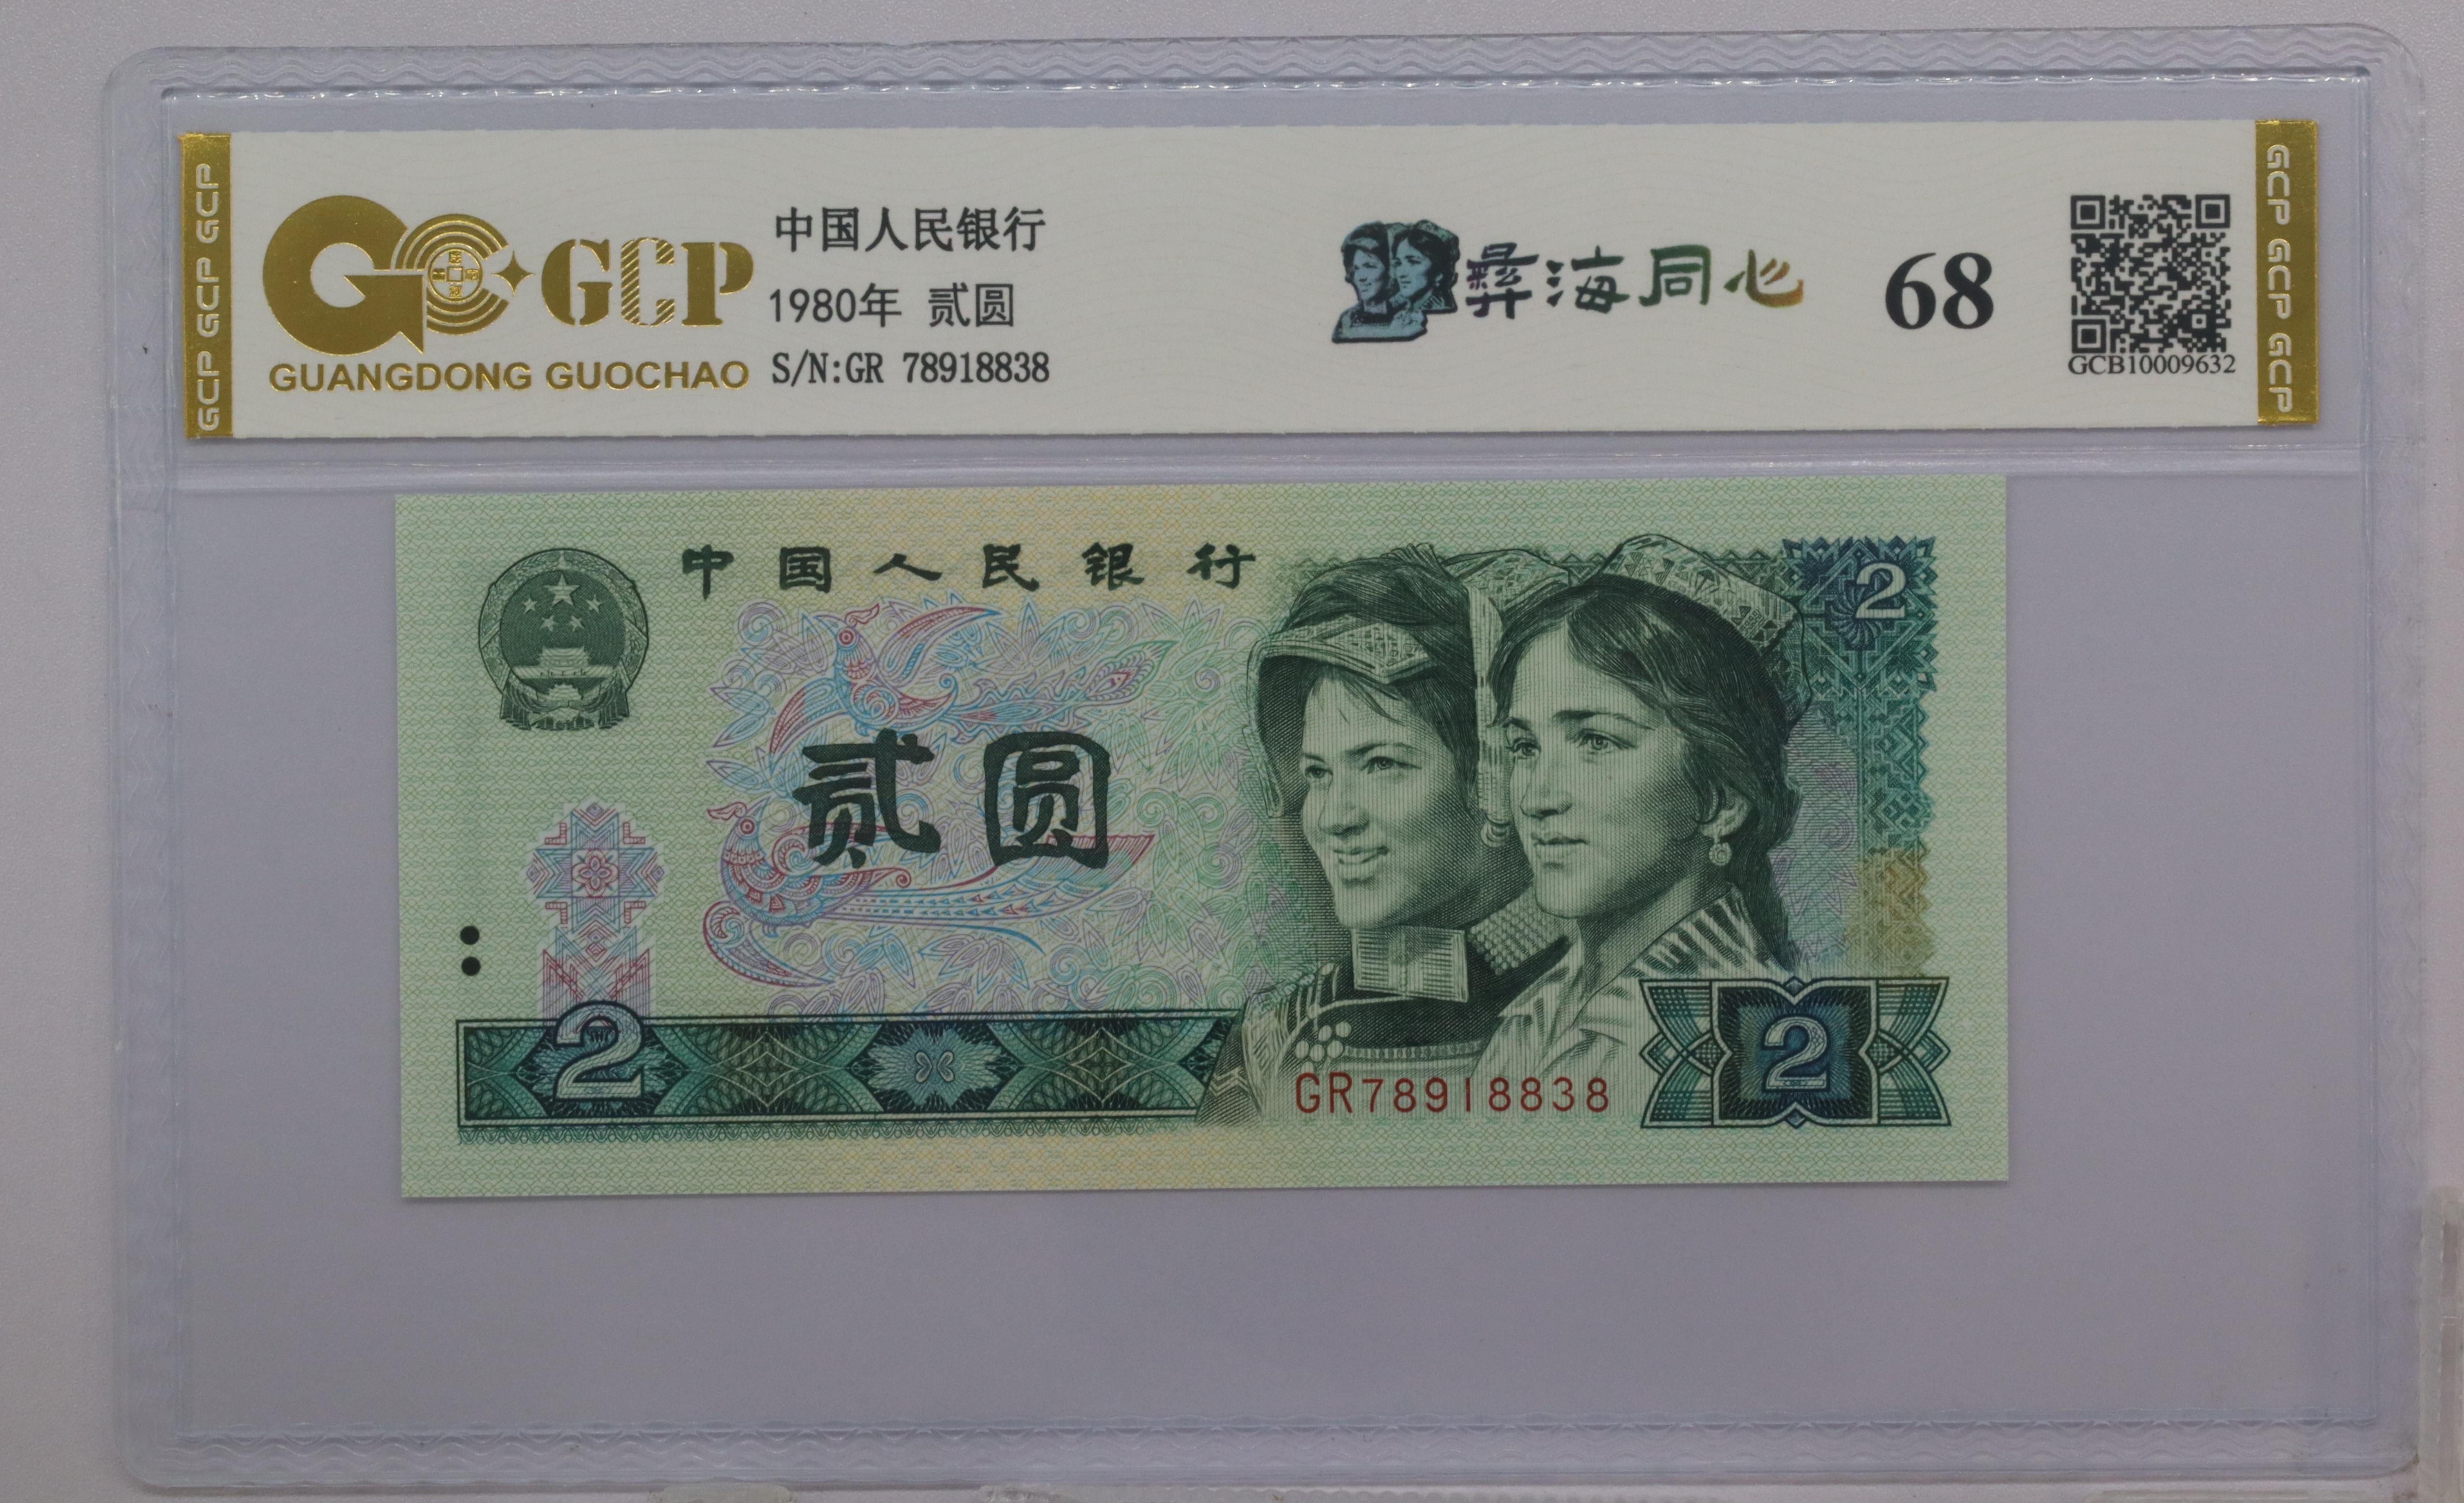 GCP GCP GCP
GCP
GUANGDONG GUOCHAO
中国人民银行
1980年 贰圆
S/N:GR 78918838
彝海同心
68
GCB10009632
GCP GCP GCP
中国人民银行
2
贰圆
2
GR78918838
2